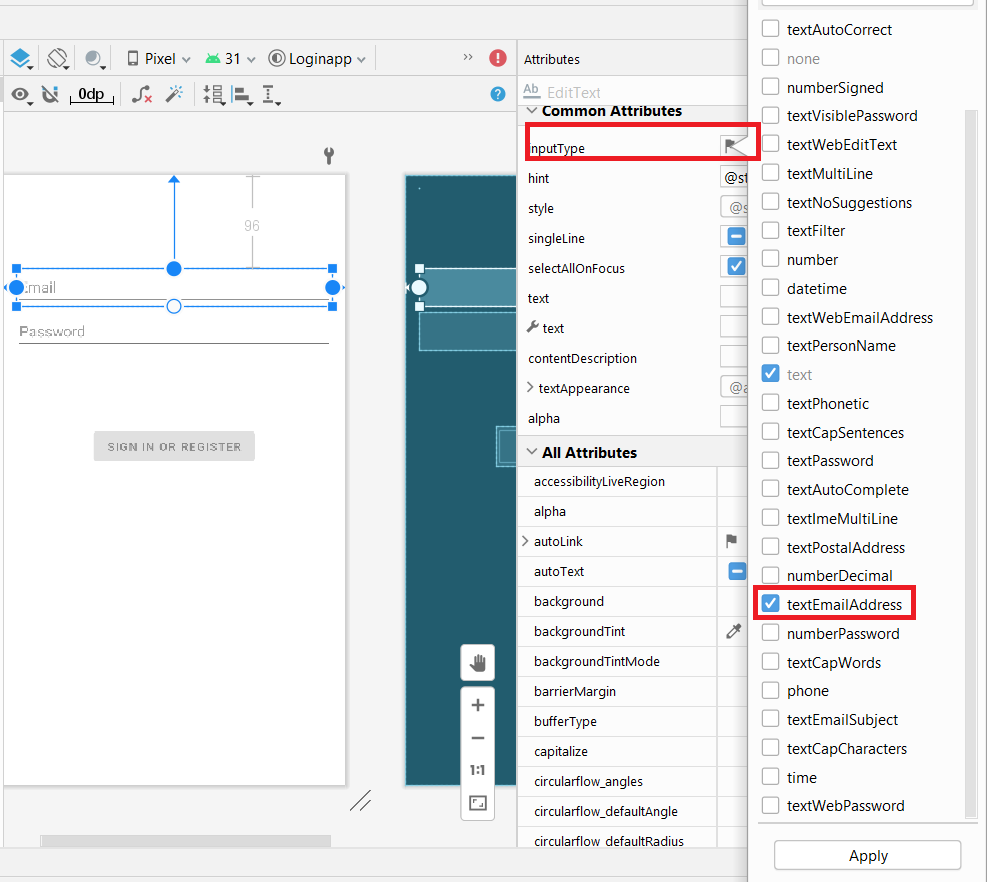 Pixel
31
Loginapp
»
0dp
96
Email
Password
SIGN IN OR REGISTER
1:1
Attributes
Ab EditText
Common Attributes
inputType
hint @st
style @s
singleLine
selectAllOnFocus
text
text
contentDescription
textAppearance @a
alpha
All Attributes
accessibilityLiveRegion
alpha
autoLink
autoText
background
backgroundTint
backgroundTintMode
barrierMargin
bufferType
capitalize
circularflow_angles
circularflow_defaultAngle
circularflow_defaultRadius
textAutoCorrect
none
numberSigned
textVisiblePassword
textWebEditText
textMultiLine
textNoSuggestions
textFilter
number
datetime
textWebEmailAddress
textPersonName
text
textPhonetic
textCapSentences
textPassword
textAutoComplete
textImeMultiLine
textPostalAddress
numberDecimal
textEmailAddress
numberPassword
textCapWords
phone
textEmailSubject
textCapCharacters
time
textWebPassword
Apply